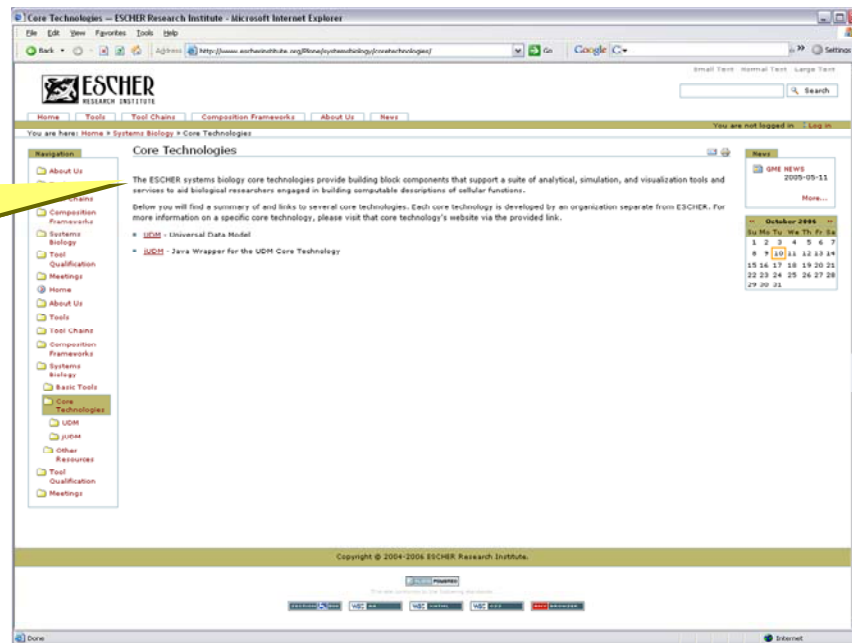 Core Technologies — ESCHER Research Institute - Microsoft Internet Explorer
File Edit View Favorites Tools Help
Back Address http://www.escherinstitute.org/Plone/systemsbiology/coretechnologies/ Go Google Settings
Small Text Normal Text Large Text
ESCHER
RESEARCH INSTITUTE
Search
Home Tools Tool Chains Composition Frameworks About Us News
You are not logged in Log in
You are here: Home » Systems Biology » Core Technologies
Navigation
About Us
Chains
Composition
Frameworks
Systems
Biology
Tool
Qualification
Meetings
Home
About Us
Tools
Tool Chains
Composition
Frameworks
Systems
Biology
Basic Tools
Core
Technologies
UDM
jUDM
Other
Resources
Tool
Qualification
Meetings
Core Technologies
The ESCHER systems biology core technologies provide building block components that support a suite of analytical, simulation, and visualization tools and
services to aid biological researchers engaged in building computable descriptions of cellular functions.
Below you will find a summary of and links to several core technologies. Each core technology is developed by an organization separate from ESCHER. For
more information on a specific core technology, please visit that core technology's website via the provided link.
UDM - Universal Data Model
jUDM - Java Wrapper for the UDM Core Technology
News
GME NEWS
2005-05-11
More...
October 2006
Su Mo Tu We Th Fr Sa
1 2 3 4 5 6 7
8 9 10 11 12 13 14
15 16 17 18 19 20 21
22 23 24 25 26 27 28
29 30 31
Copyright © 2004-2006 ESCHER Research Institute.
POWERED
Done Internet